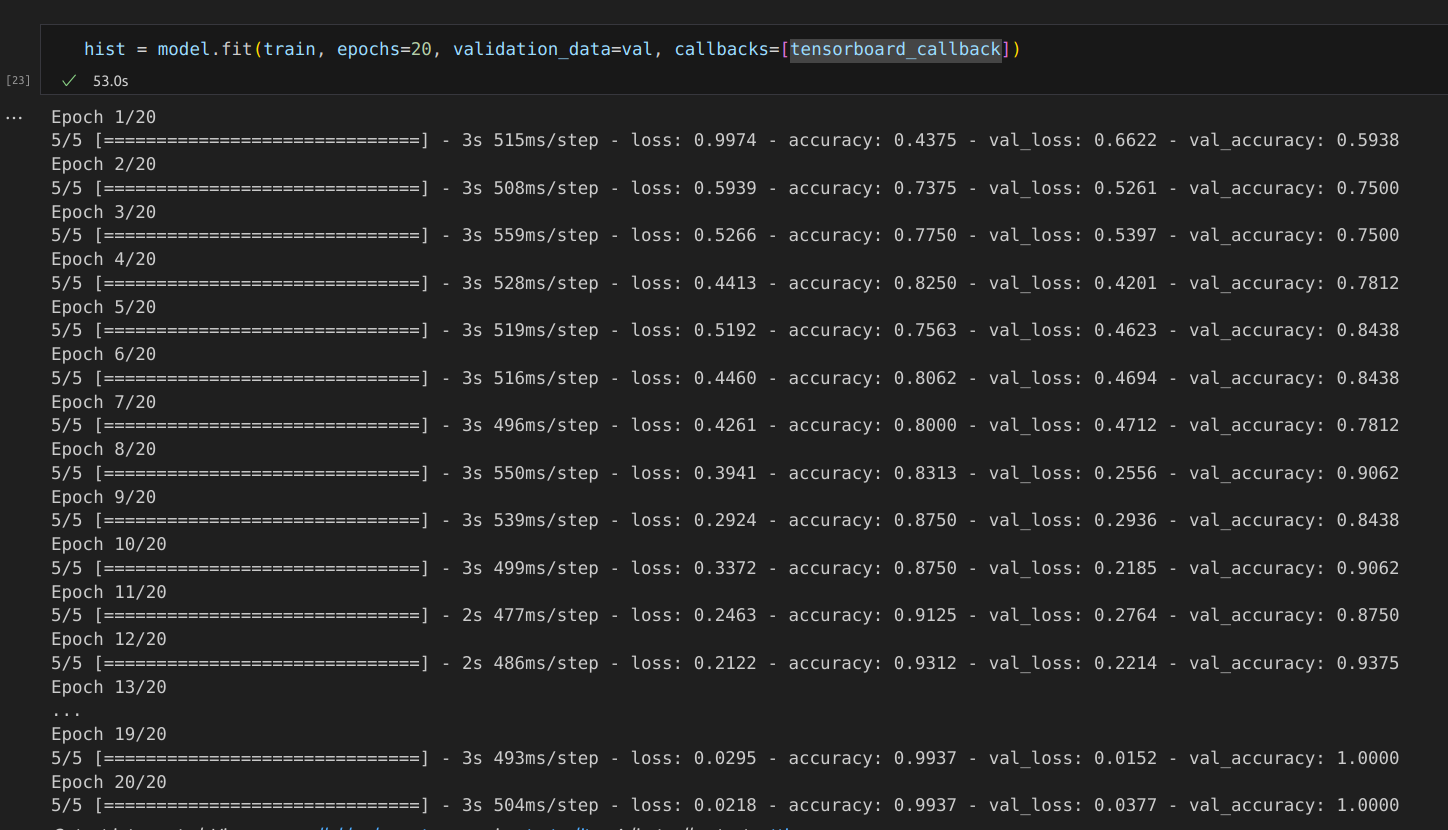 hist = model.fit(train, epochs=20, validation_data=val, callbacks=[tensorboard_callback])
[23] ✓ 53.0s
... Epoch 1/20
5/5 [==============================] - 3s 515ms/step - loss: 0.9974 - accuracy: 0.4375 - val_loss: 0.6622 - val_accuracy: 0.5938
Epoch 2/20
5/5 [==============================] - 3s 508ms/step - loss: 0.5939 - accuracy: 0.7375 - val_loss: 0.5261 - val_accuracy: 0.7500
Epoch 3/20
5/5 [==============================] - 3s 559ms/step - loss: 0.5266 - accuracy: 0.7750 - val_loss: 0.5397 - val_accuracy: 0.7500
Epoch 4/20
5/5 [==============================] - 3s 528ms/step - loss: 0.4413 - accuracy: 0.8250 - val_loss: 0.4201 - val_accuracy: 0.7812
Epoch 5/20
5/5 [==============================] - 3s 519ms/step - loss: 0.5192 - accuracy: 0.7563 - val_loss: 0.4623 - val_accuracy: 0.8438
Epoch 6/20
5/5 [==============================] - 3s 516ms/step - loss: 0.4460 - accuracy: 0.8062 - val_loss: 0.4694 - val_accuracy: 0.8438
Epoch 7/20
5/5 [==============================] - 3s 496ms/step - loss: 0.4261 - accuracy: 0.8000 - val_loss: 0.4712 - val_accuracy: 0.7812
Epoch 8/20
5/5 [==============================] - 3s 550ms/step - loss: 0.3941 - accuracy: 0.8313 - val_loss: 0.2556 - val_accuracy: 0.9062
Epoch 9/20
5/5 [==============================] - 3s 539ms/step - loss: 0.2924 - accuracy: 0.8750 - val_loss: 0.2936 - val_accuracy: 0.8438
Epoch 10/20
5/5 [==============================] - 3s 499ms/step - loss: 0.3372 - accuracy: 0.8750 - val_loss: 0.2185 - val_accuracy: 0.9062
Epoch 11/20
5/5 [==============================] - 2s 477ms/step - loss: 0.2463 - accuracy: 0.9125 - val_loss: 0.2764 - val_accuracy: 0.8750
Epoch 12/20
5/5 [==============================] - 2s 486ms/step - loss: 0.2122 - accuracy: 0.9312 - val_loss: 0.2214 - val_accuracy: 0.9375
Epoch 13/20
...
Epoch 19/20
5/5 [==============================] - 3s 493ms/step - loss: 0.0295 - accuracy: 0.9937 - val_loss: 0.0152 - val_accuracy: 1.0000
Epoch 20/20
5/5 [==============================] - 3s 504ms/step - loss: 0.0218 - accuracy: 0.9937 - val_loss: 0.0377 - val_accuracy: 1.0000